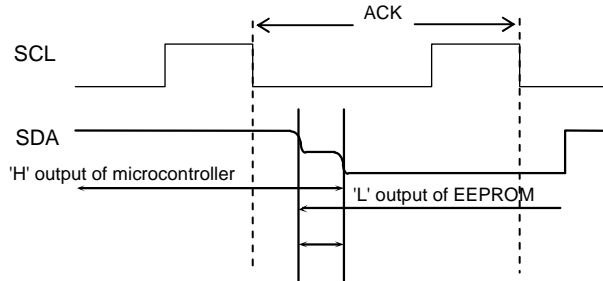 ACK
SCL
SDA
'H' output of microcontroller
'L' output of EEPROM